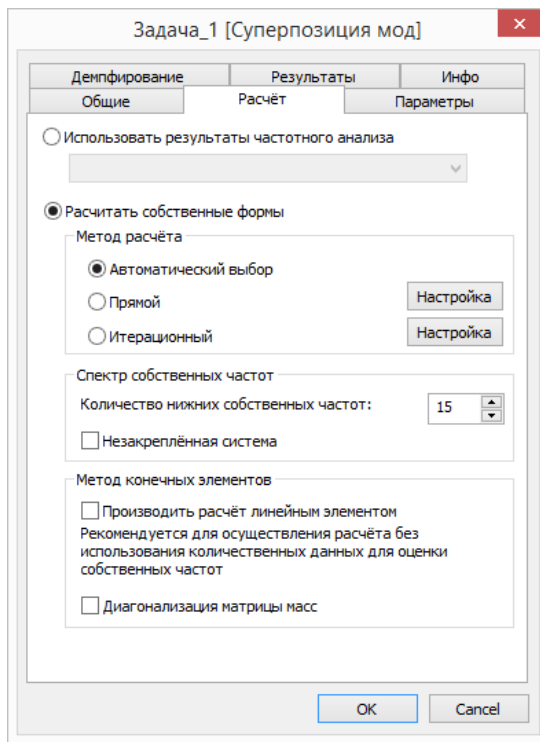 Задача_1 [Суперпозиция мод]
Демпфирование Результаты Инфо
Общие Расчёт Параметры
Использовать результаты частотного анализа
Расчитать собственные формы
Метод расчёта
Автоматический выбор
Прямой Настройка
Итерационный Настройка
Спектр собственных частот
Количество нижних собственных частот: 15
Незакреплённая система
Метод конечных элементов
Производить расчёт линейным элементом
Рекомендуется для осуществления расчёта без
использования количественных данных для оценки
собственных частот
Диагонализация матрицы масс
OK Cancel